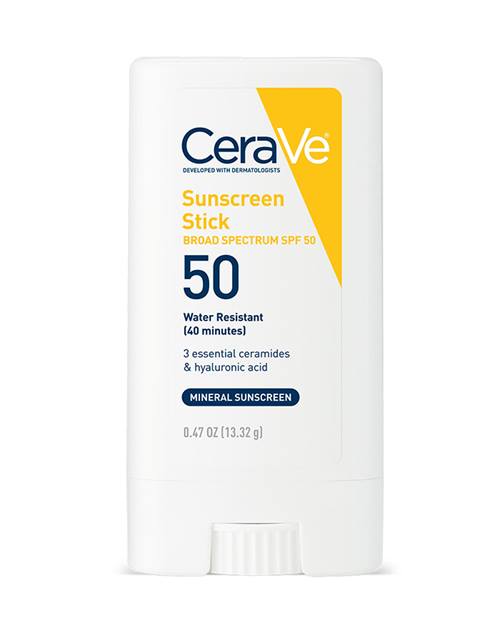 CeraVe®
DEVELOPED WITH DERMATOLOGISTS
Sunscreen
Stick
BROAD SPECTRUM SPF 50
50
Water Resistant
(40 minutes)
3 essential ceramides
& hyaluronic acid
MINERAL SUNSCREEN
0.47 OZ (13.32 g)